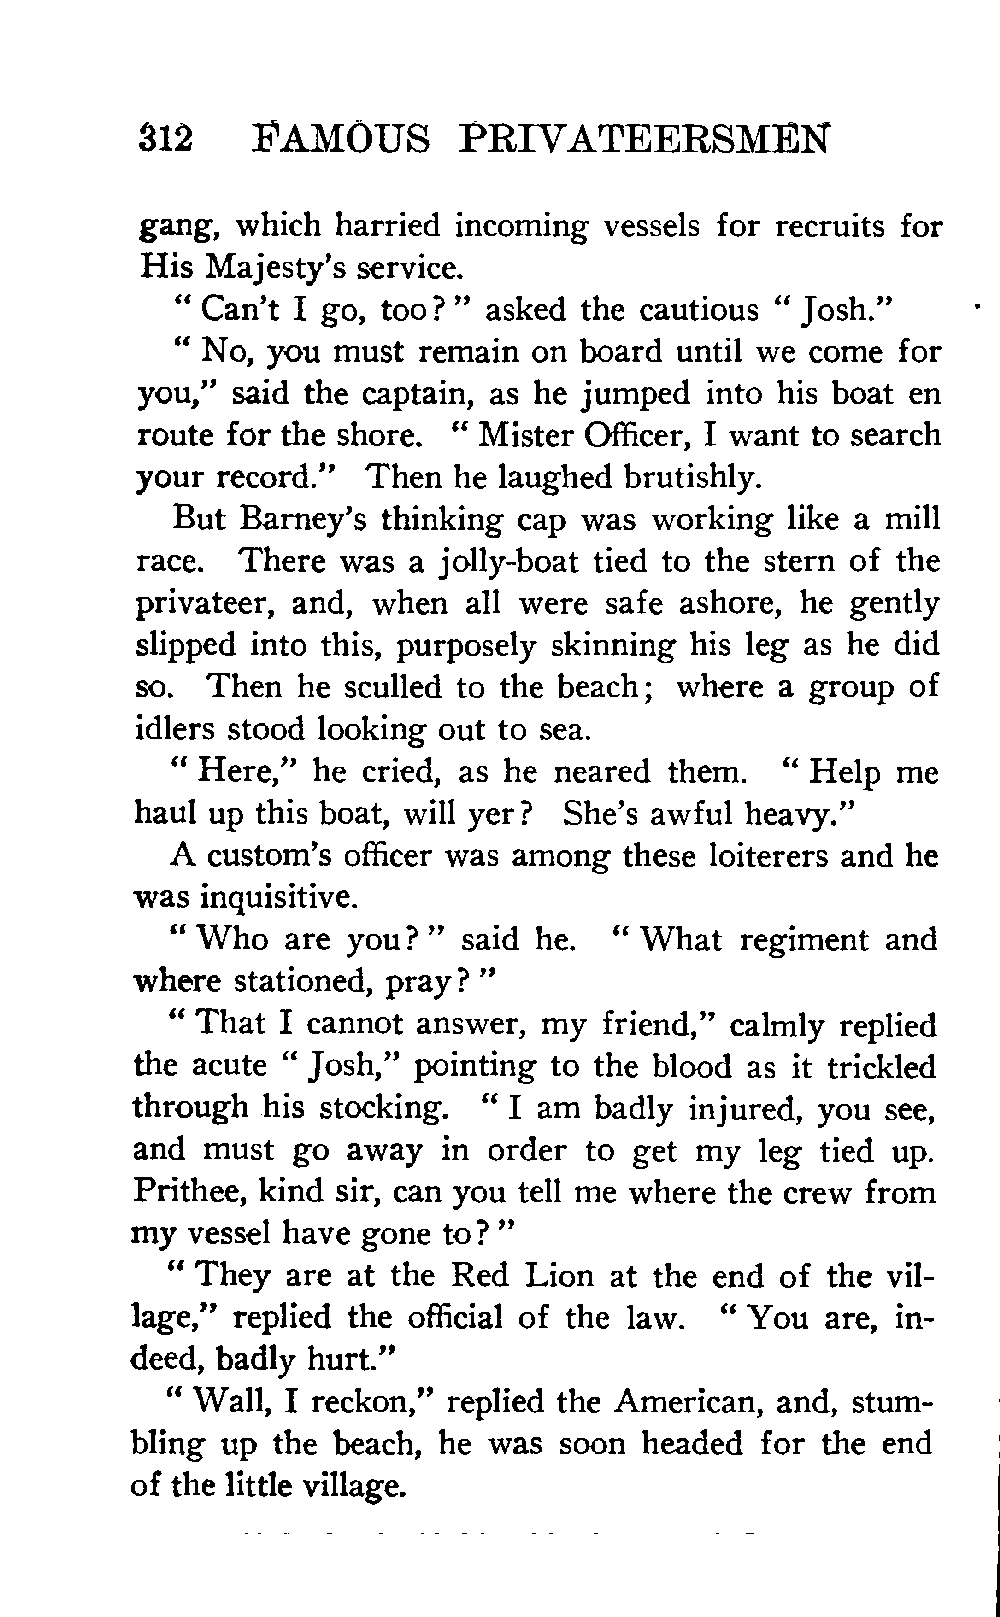 312 FAMOUS PRIVATEERSMEN
gang, which harried incoming vessels for recruits for
His Majesty's service.
" Can't I go, too? " asked the cautious " Josh."
" No, you must remain on board until we come for
you," said the captain, as he jumped into his boat en
route for the shore. " Mister Officer, I want to search
your record." Then he laughed brutishly.
But Barney's thinking cap was working like a mill
race. There was a jolly-boat tied to the stern of the
privateer, and, when all were safe ashore, he gently
slipped into this, purposely skinning his leg as he did
so. Then he sculled to the beach; where a group of
idlers stood looking out to sea.
" Here," he cried, as he neared them. " Help me
haul up this boat, will yer? She's awful heavy."
A custom's officer was among these loiterers and he
was inquisitive.
" Who are you? " said he. " What regiment and
where stationed, pray? "
" That I cannot answer, my friend," calmly replied
the acute " Josh," pointing to the blood as it trickled
through his stocking. " I am badly injured, you see,
and must go away in order to get my leg tied up.
Prithee, kind sir, can you tell me where the crew from
my vessel have gone to? "
" They are at the Red Lion at the end of the vil-
lage," replied the official of the law. " You are, in-
deed, badly hurt."
" Wall, I reckon," replied the American, and, stum-
bling up the beach, he was soon headed for the end
of the little village.